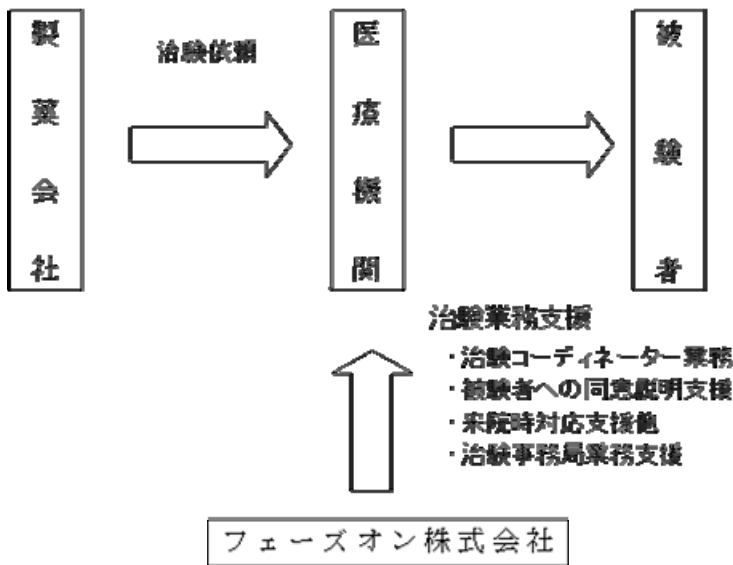 製薬会社
治験依頼
医療機関
被験者
治験業務支援
・治験コーディネーター業務
・被験者への同意説明支援
・来院時対応支援他
・治験事務局業務支援
フェーズオン株式会社